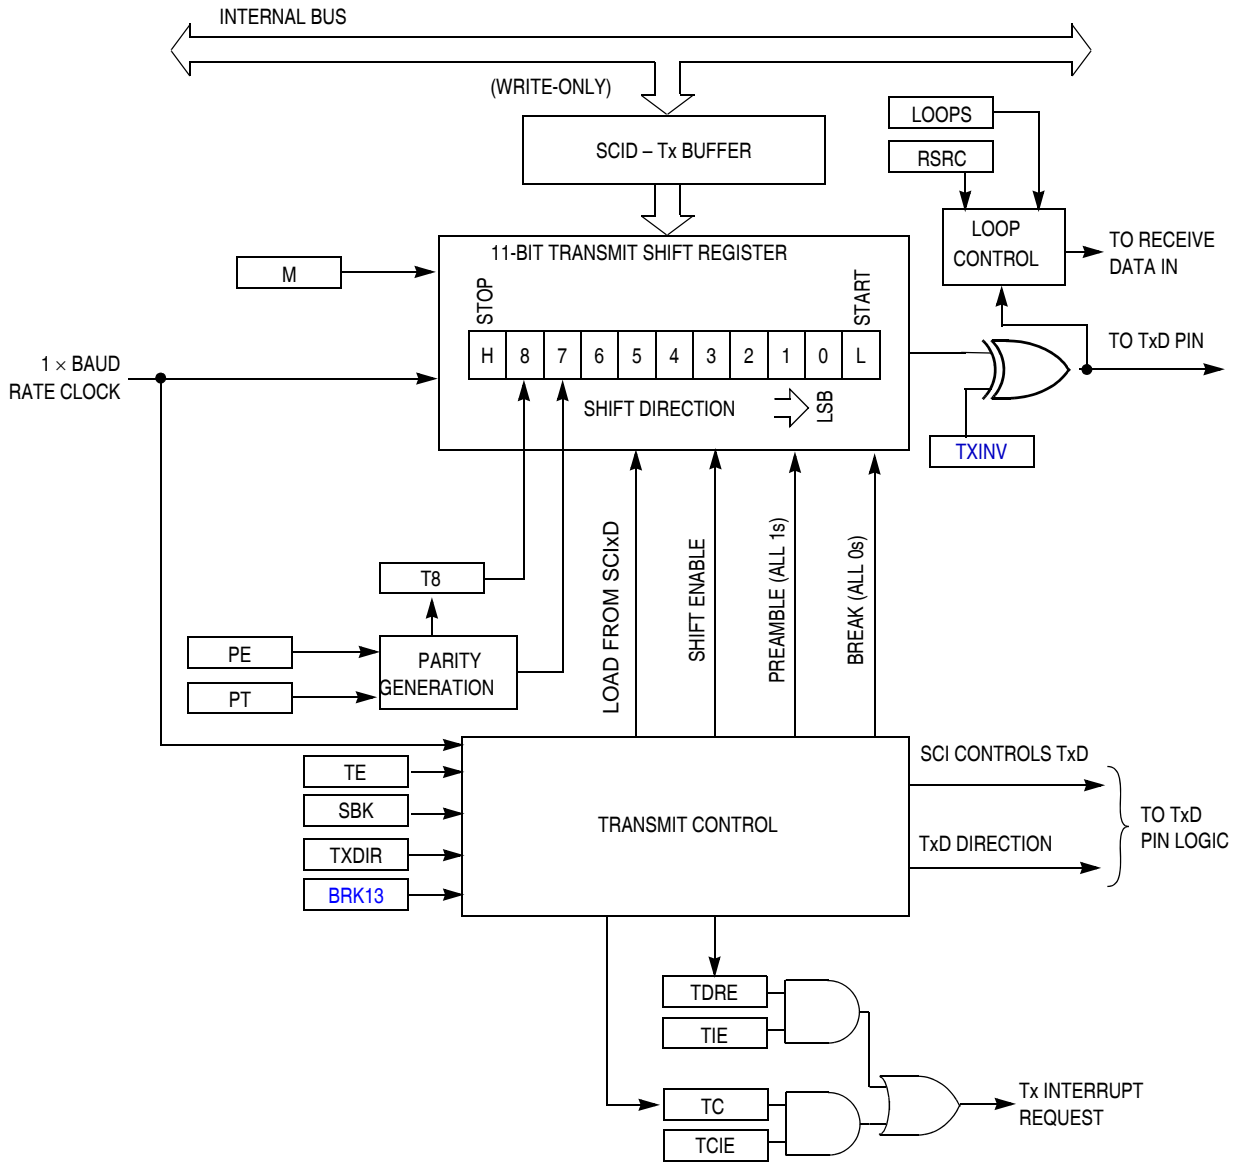 INTERNAL BUS
(WRITE-ONLY)
SCID – Tx BUFFER
LOOPS
RSRC
LOOP
CONTROL
TO RECEIVE
DATA IN
11-BIT TRANSMIT SHIFT REGISTER
M
STOP
START
H 8 7 6 5 4 3 2 1 0 L
1 × BAUD
RATE CLOCK
SHIFT DIRECTION
LSB
TO TxD PIN
TXINV
LOAD FROM SCIxD
SHIFT ENABLE
PREAMBLE (ALL 1s)
BREAK (ALL 0s)
T8
PE
PT
PARITY
GENERATION
TE
SBK
TXDIR
BRK13
TRANSMIT CONTROL
SCI CONTROLS TxD
TxD DIRECTION
TO TxD
PIN LOGIC
TDRE
TIE
TC
TCIE
Tx INTERRUPT
REQUEST